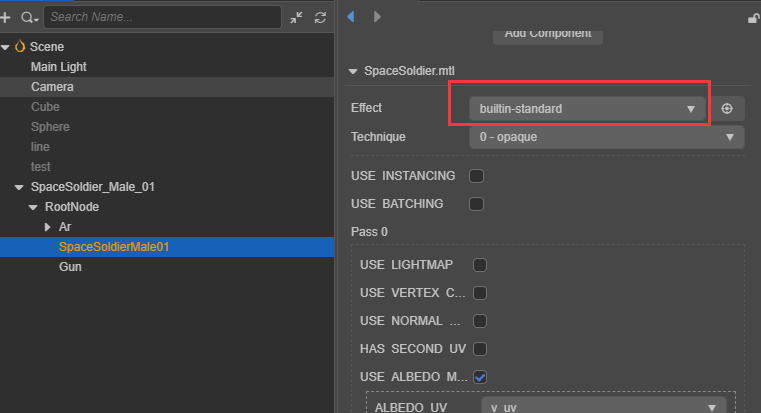 Search Name...
Scene
Main Light
Camera
Cube
Sphere
line
test
SpaceSoldier_Male_01
RootNode
Ar
SpaceSoldierMale01
Gun
Add Component
SpaceSoldier.mtl
Effect
builtin-standard
Technique
0 - opaque
USE INSTANCING
USE BATCHING
Pass 0
USE LIGHTMAP
USE VERTEX C...
USE NORMAL ...
HAS SECOND UV
USE ALBEDO M...
ALBEDO UV
v_uv